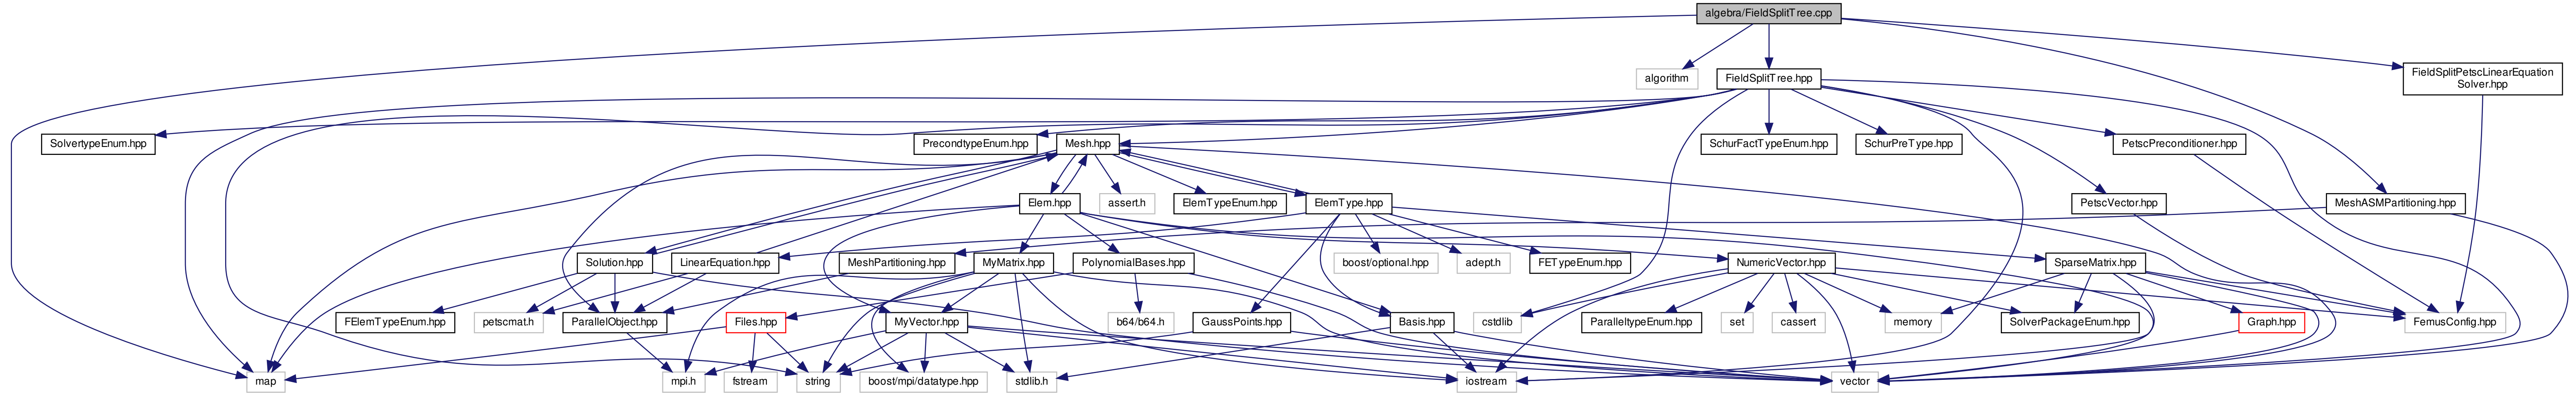 algebra/FieldSplitTree.cpp
algorithm
FieldSplitTree.hpp
FieldSplitPetscLinearEquation
Solver.hpp
SolvertypeEnum.hpp
PrecondtypeEnum.hpp
Mesh.hpp
SchurFactTypeEnum.hpp
SchurPreType.hpp
PetscPreconditioner.hpp
Elem.hpp
assert.h
ElemTypeEnum.hpp
ElemType.hpp
PetscVector.hpp
MeshASMPartitioning.hpp
Solution.hpp
LinearEquation.hpp
MeshPartitioning.hpp
MyMatrix.hpp
PolynomialBases.hpp
boost/optional.hpp
adept.h
FETypeEnum.hpp
NumericVector.hpp
SparseMatrix.hpp
FElemTypeEnum.hpp
petscmat.h
ParallelObject.hpp
Files.hpp
MyVector.hpp
b64/b64.h
GaussPoints.hpp
Basis.hpp
cstdlib
ParalleltypeEnum.hpp
set
cassert
memory
SolverPackageEnum.hpp
Graph.hpp
FemusConfig.hpp
map
mpi.h
fstream
string
boost/mpi/datatype.hpp
stdlib.h
iostream
vector